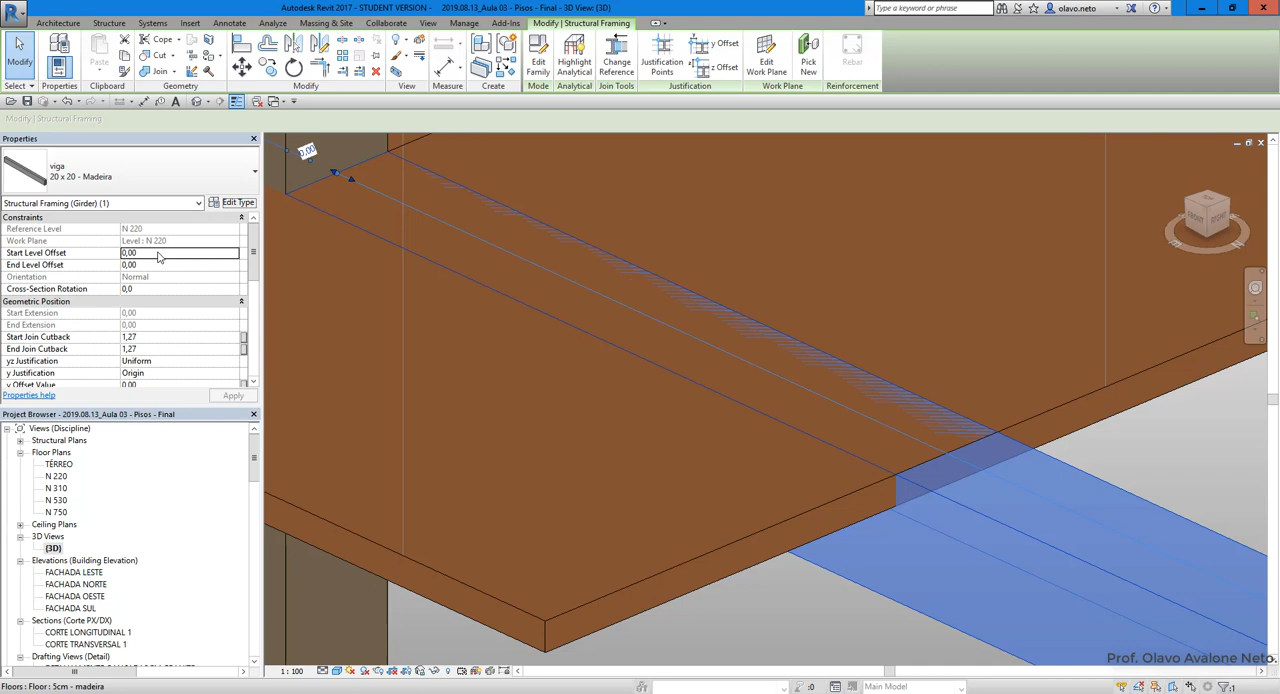 Autodesk Revit 2017 - STUDENT VERSION - 2019.08.13_Aula 03 - Pisos - Final - 3D View: {3D}
Type a keyword or phrase
olavo.neto
Architecture Structure Systems Insert Annotate Analyze Massing & Site Collaborate View Manage Add-Ins Modify | Structural Framing
Modify
Paste
Cope
Cut
Join
Edit Family
Highlight Analytical
Change Reference
Justification Points
y Offset
z Offset
Edit Work Plane
Pick New
Rebar
Select Properties Clipboard Geometry Modify View Measure Create Mode Analytical Join Tools Justification Work Plane Reinforcement
Modify | Structural Framing
Properties
viga
20 x 20 - Madeira
Structural Framing (Girder) (1)
Edit Type
Constraints
Reference Level N 220
Work Plane Level : N 220
Start Level Offset 0,00
End Level Offset 0,00
Orientation Normal
Cross-Section Rotation 0,0
Geometric Position
Start Extension 0,00
End Extension 0,00
Start Join Cutback 1,27
End Join Cutback 1,27
yz Justification Uniform
y Justification Origin
y Offset Value 0,00
Properties help
Apply
Project Browser - 2019.08.13_Aula 03 - Pisos - Final
Views (Discipline)
Structural Plans
Floor Plans
TÉRREO
N 220
N 310
N 530
N 750
Ceiling Plans
3D Views
{3D}
Elevations (Building Elevation)
FACHADA LESTE
FACHADA NORTE
FACHADA OESTE
FACHADA SUL
Sections (Corte PX/DX)
CORTE LONGITUDINAL 1
CORTE TRANSVERSAL 1
Drafting Views (Detail)
0,00
FRONT
RIGHT
1 : 100
Prof. Olavo Avalone Neto.
Floors : Floor : 5cm - madeira
:0
Main Model
:1